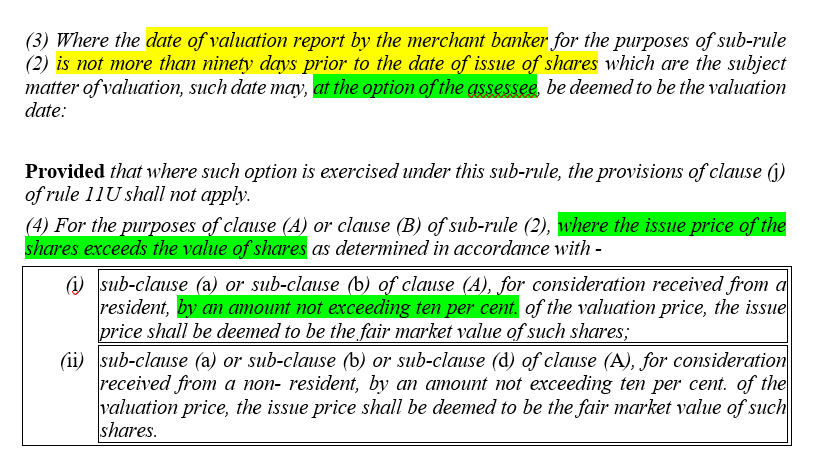 (3) Where the date of valuation report by the merchant banker for the purposes of sub-rule
(2) is not more than ninety days prior to the date of issue of shares which are the subject
matter of valuation, such date may, at the option of the assessee, be deemed to be the valuation
date:
Provided that where such option is exercised under this sub-rule, the provisions of clause (j)
of rule 11U shall not apply.
(4) For the purposes of clause (A) or clause (B) of sub-rule (2), where the issue price of the
shares exceeds the value of shares as determined in accordance with -
(i) sub-clause (a) or sub-clause (b) of clause (A), for consideration received from a
resident, by an amount not exceeding ten per cent. of the valuation price, the issue
price shall be deemed to be the fair market value of such shares;
(ii) sub-clause (a) or sub-clause (b) or sub-clause (d) of clause (A), for consideration
received from a non- resident, by an amount not exceeding ten per cent. of the
valuation price, the issue price shall be deemed to be the fair market value of such
shares.